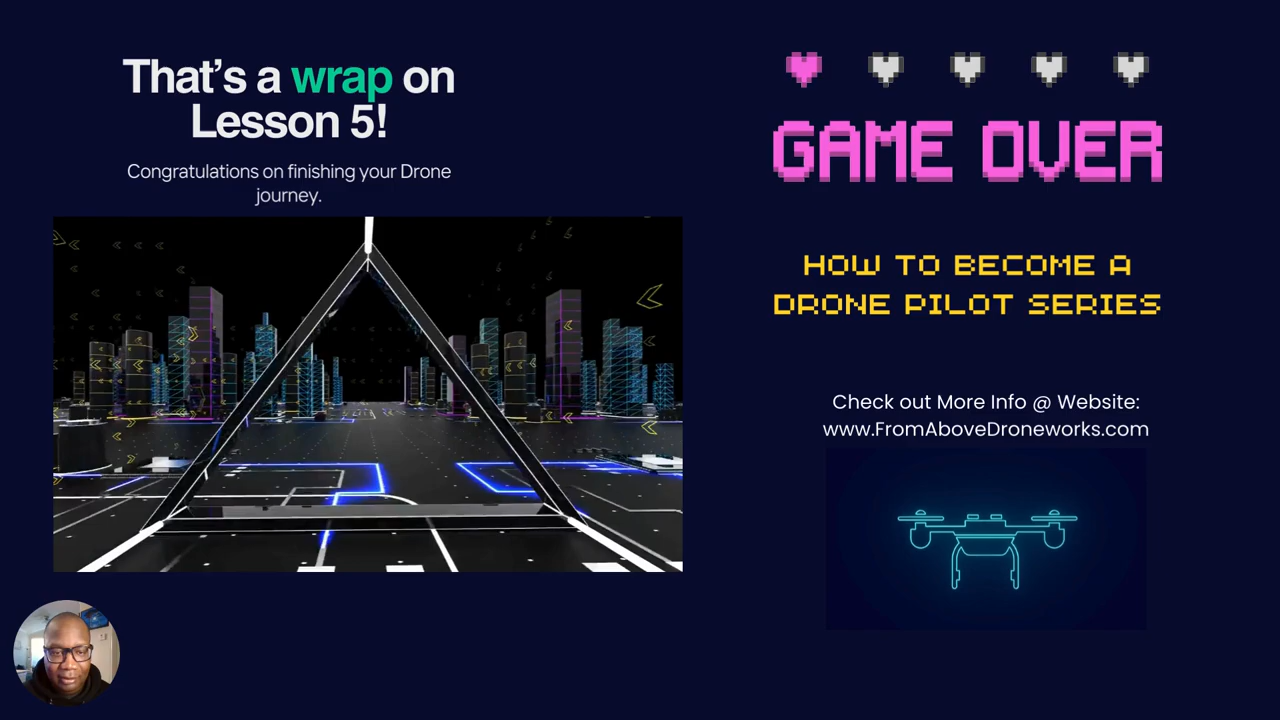 That's a wrap on
Lesson 5!
Congratulations on finishing your Drone
journey.
GAME OVER
HOW TO BECOME A
DRONE PILOT SERIES
Check out More Info @ Website:
www.FromAboveDroneworks.com